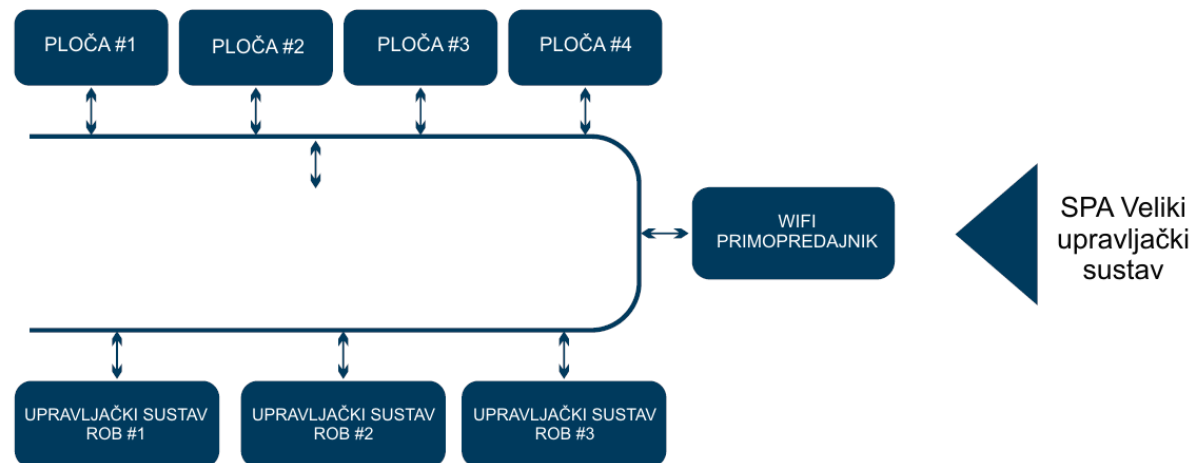 PLOČA #1
PLOČA #2
PLOČA #3
PLOČA #4
WIFI
PRIMOPREDAJNIK
SPA Veliki
upravljački
sustav
UPRAVLJAČKI SUSTAV
ROB #1
UPRAVLJAČKI SUSTAV
ROB #2
UPRAVLJAČKI SUSTAV
ROB #3